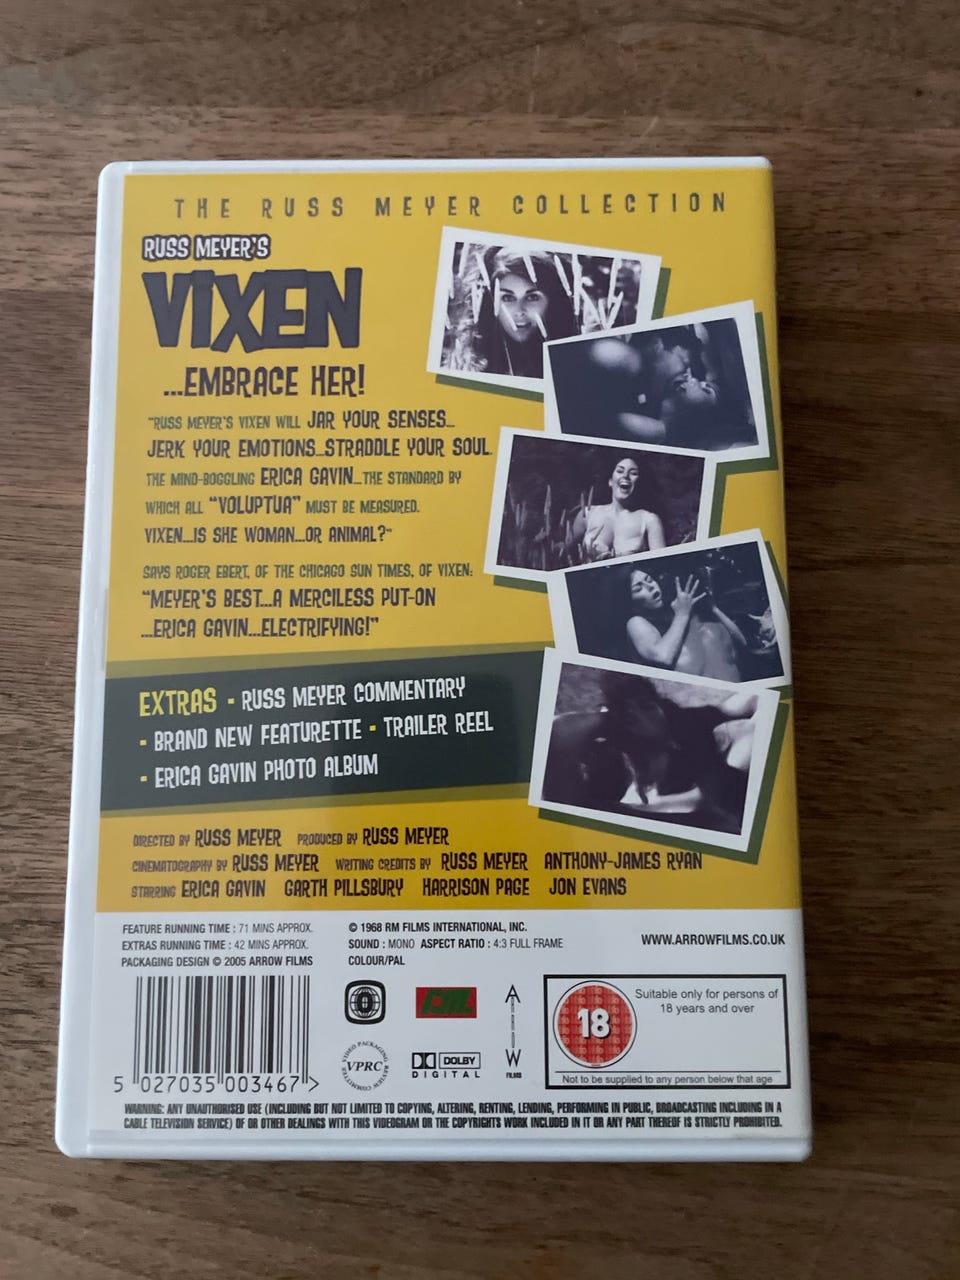 THE RUSS MEYER COLLECTION
RUSS MEYER'S
VIXEN
...EMBRACE HER!
"RUSS MEYER'S VIXEN WILL JAR YOUR SENSES...
JERK YOUR EMOTIONS...STRADDLE YOUR SOUL.
THE MIND-BOGGLING ERICA GAVIN...THE STANDARD BY
WHICH ALL "VOLUPTUA" MUST BE MEASURED.
VIXEN...IS SHE WOMAN...OR ANIMAL?"
SAYS ROGER EBERT, OF THE CHICAGO SUN TIMES, OF VIXEN:
"MEYER'S BEST...A MERCILESS PUT-ON
...ERICA GAVIN...ELECTRIFYING!"
EXTRAS • RUSS MEYER COMMENTARY
• BRAND NEW FEATURETTE • TRAILER REEL
• ERICA GAVIN PHOTO ALBUM
DIRECTED BY RUSS MEYER PRODUCED BY RUSS MEYER
CINEMATOGRAPHY BY RUSS MEYER WRITING CREDITS BY RUSS MEYER ANTHONY-JAMES RYAN
STARRING ERICA GAVIN GARTH PILLSBURY HARRISON PAGE JON EVANS
FEATURE RUNNING TIME : 71 MINS APPROX.
EXTRAS RUNNING TIME : 42 MINS APPROX.
PACKAGING DESIGN © 2005 ARROW FILMS
© 1968 RM FILMS INTERNATIONAL, INC.
SOUND : MONO ASPECT RATIO : 4:3 FULL FRAME
COLOUR/PAL
WWW.ARROWFILMS.CO.UK
5 027035 003467 >
0
VIDEO PACKAGING REVIEW COMMITTEE
VPRC
DOLBY
DIGITAL
ARROW
FILMS
18
Suitable only for persons of
18 years and over
Not to be supplied to any person below that age
WARNING: ANY UNAUTHORISED USE (INCLUDING BUT NOT LIMITED TO COPYING, ALTERING, RENTING, LENDING, PERFORMING IN PUBLIC, BROADCASTING INCLUDING IN A
CABLE TELEVISION SERVICE) OF OR OTHER DEALINGS WITH THIS VIDEOGRAM OR THE COPYRIGHTS WORK INCLUDED IN IT OR ANY PART THEREOF IS STRICTLY PROHIBITED.